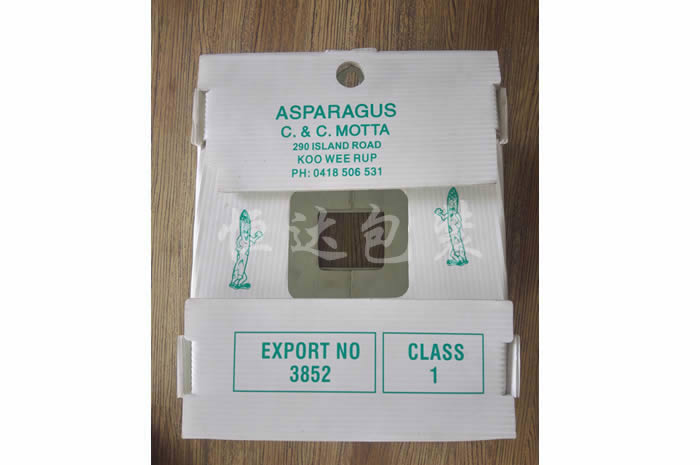 ASPARAGUS
C. & C. MOTTA
290 ISLAND ROAD
KOO WEE RUP
PH: 0418 506 531
恒达包装
EXPORT NO
3852
CLASS
1